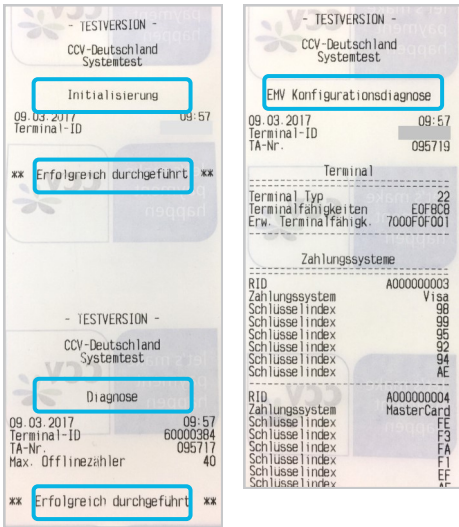 - TESTVERSION -
CCV-Deutschland
Systemtest
Initialisierung
09.03.2017 09:57
Terminal-ID
** Erfolgreich durchgeführt **
- TESTVERSION -
CCV-Deutschland
Systemtest
Diagnose
09.03.2017 09:57
Terminal-ID 60000384
TA-Nr. 095717
Max. Offlinezähler 40
** Erfolgreich durchgeführt **
- TESTVERSION -
CCV-Deutschland
Systemtest
EMV Konfigurationsdiagnose
09.03.2017 09:57
Terminal-ID
TA-Nr. 095719
Terminal
Terminal Typ 22
Terminalfähigkeiten E0F8C8
Erw. Terminalfähigk. 7000F0F001
Zahlungssysteme
RID A000000003
Zahlungssystem Visa
Schlüsselindex 98
Schlüsselindex 99
Schlüsselindex 95
Schlüsselindex 92
Schlüsselindex 94
Schlüsselindex AE
RID A000000004
Zahlungssystem MasterCard
Schlüsselindex FE
Schlüsselindex F3
Schlüsselindex FA
Schlüsselindex F1
Schlüsselindex EF
Schlüsselindex